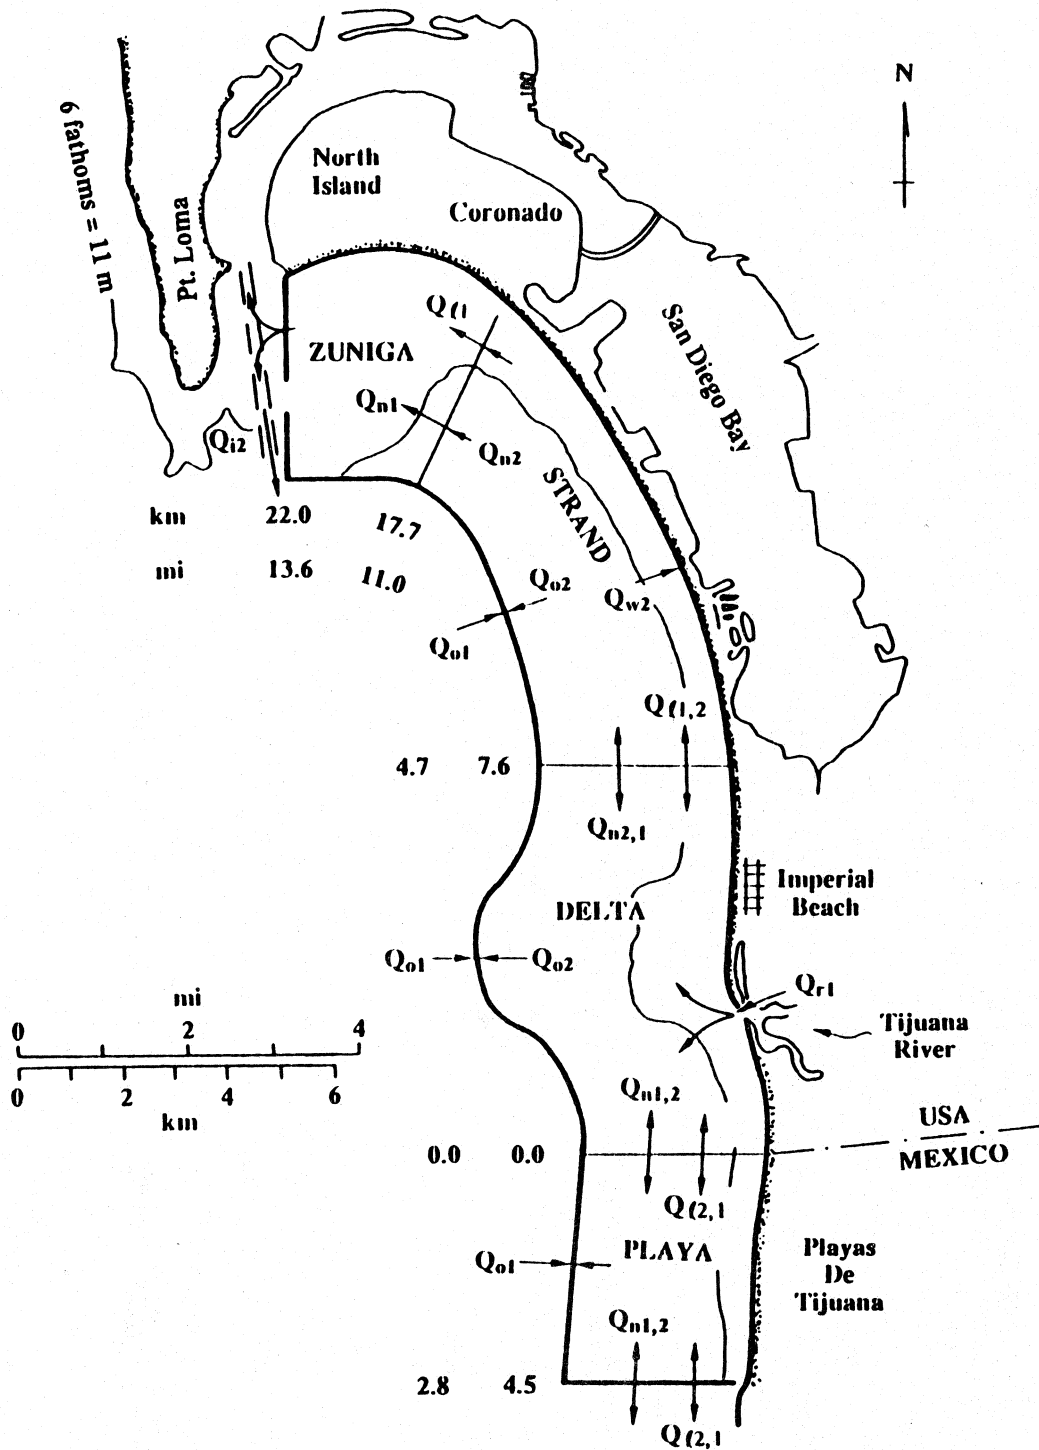 N
6 fathoms = 11 m
Pt. Loma
North
Island
Coronado
San Diego Bay
Qℓ1
ZUNIGA
Qn1
Qn2
Qi2
STRAND
km 22.0 17.7
mi 13.6 11.0
Qo2
Qw2
Qo1
Qℓ1,2
4.7 7.6
Qn2,1
Imperial
Beach
DELTA
Qo1 Qo2
Qr1
mi
0 2 4
Tijuana
River
0 2 4 6
km
Qn1,2
USA
MEXICO
0.0 0.0
Qℓ2,1
PLAYA
Qo1
Playas
De
Tijuana
Qn1,2
2.8 4.5
Qℓ2,1